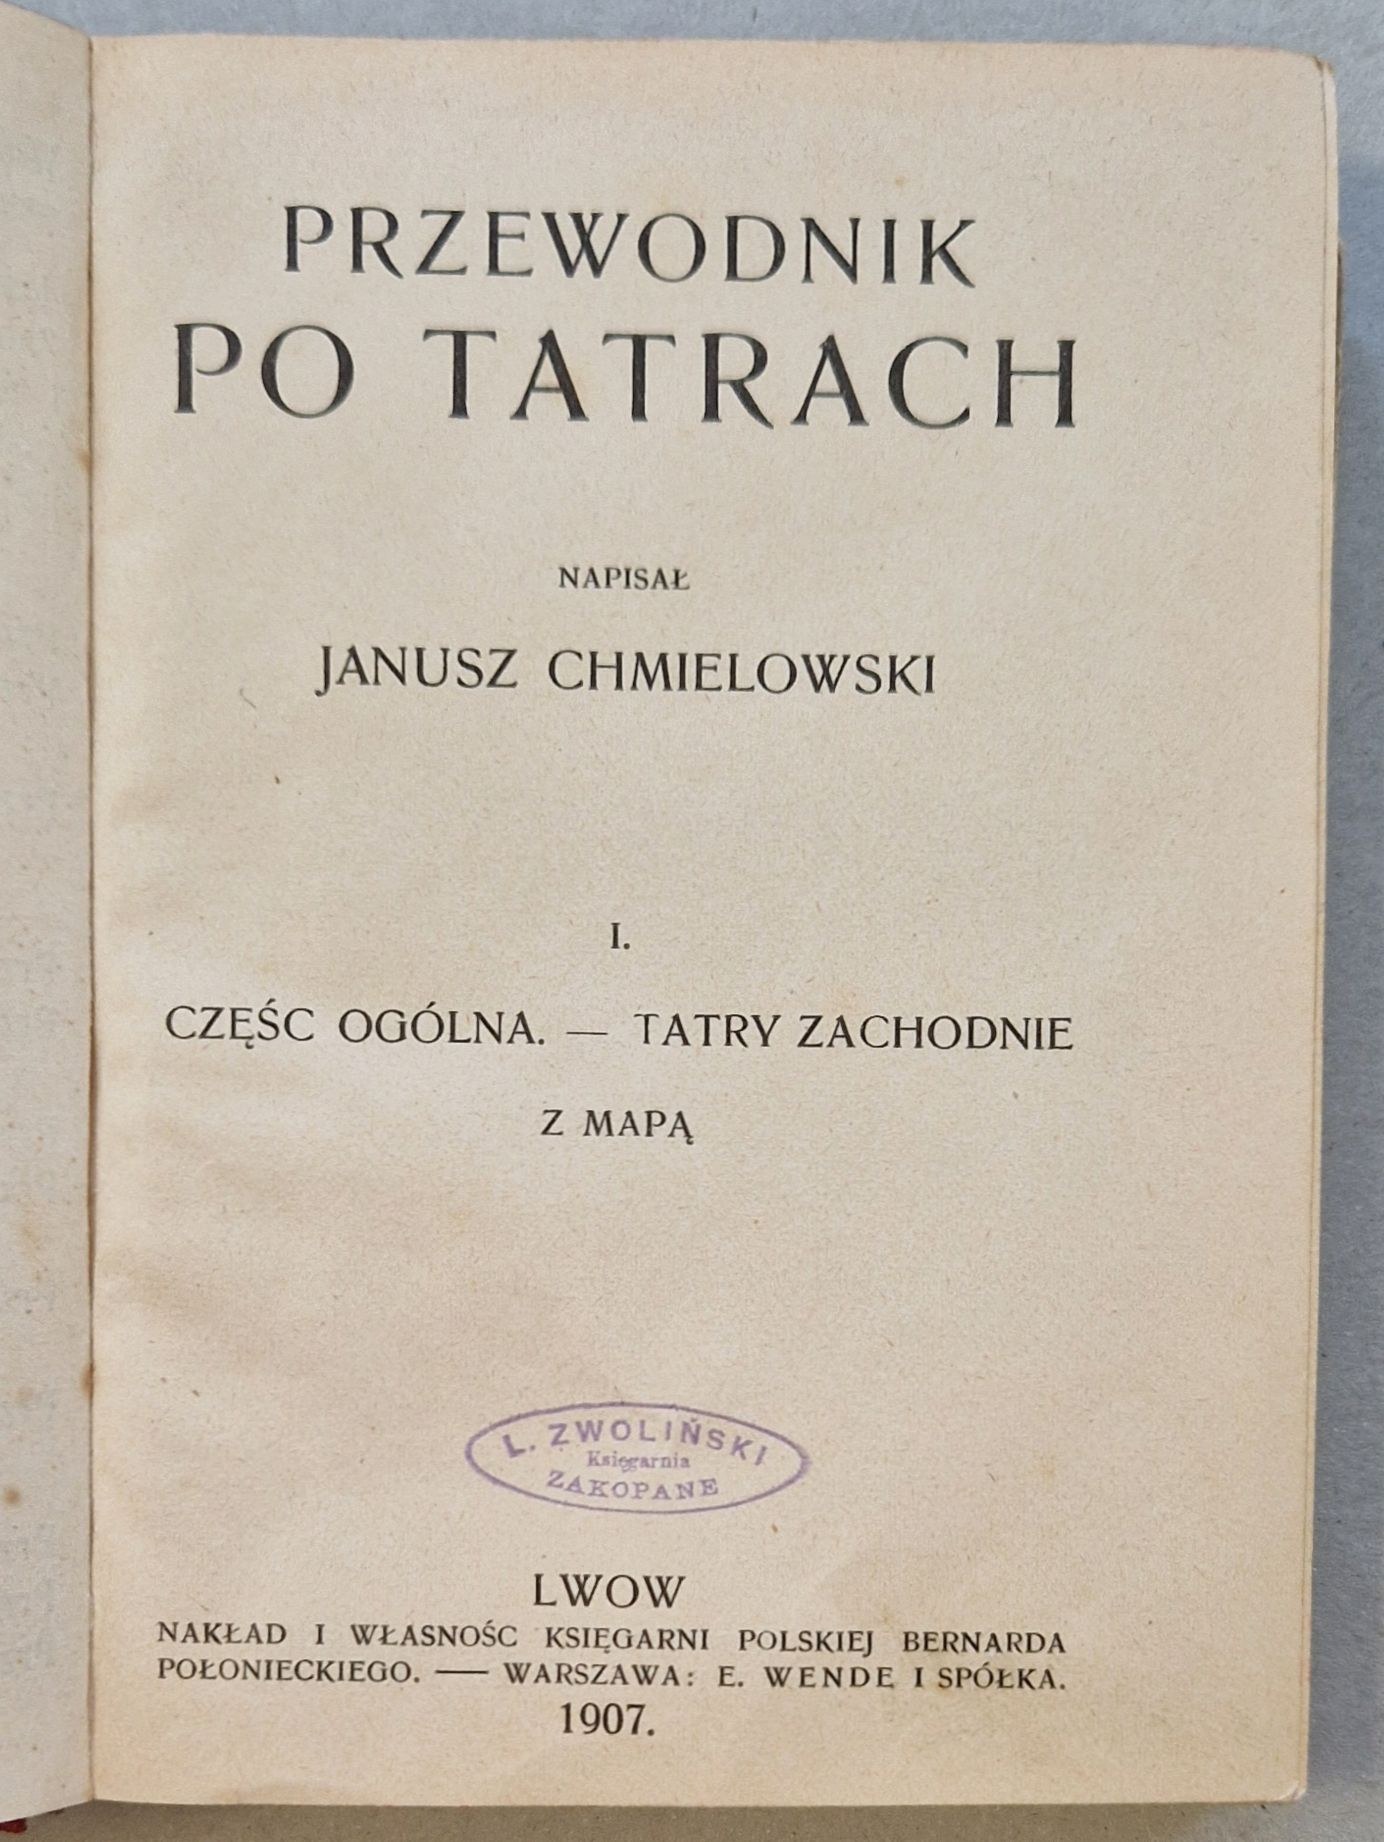 PRZEWODNIK
PO TATRACH
NAPISAŁ
JANUSZ CHMIELOWSKI
I.
CZĘŚC OGÓLNA. — TATRY ZACHODNIE
Z MAPĄ
L. ZWOLIŃSKI
Księgarnia
ZAKOPANE
LWOW
NAKŁAD I WŁASNOŚC KSIĘGARNI POLSKIEJ BERNARDA
POŁONIECKIEGO. — WARSZAWA: E. WENDE I SPÓŁKA.
1907.